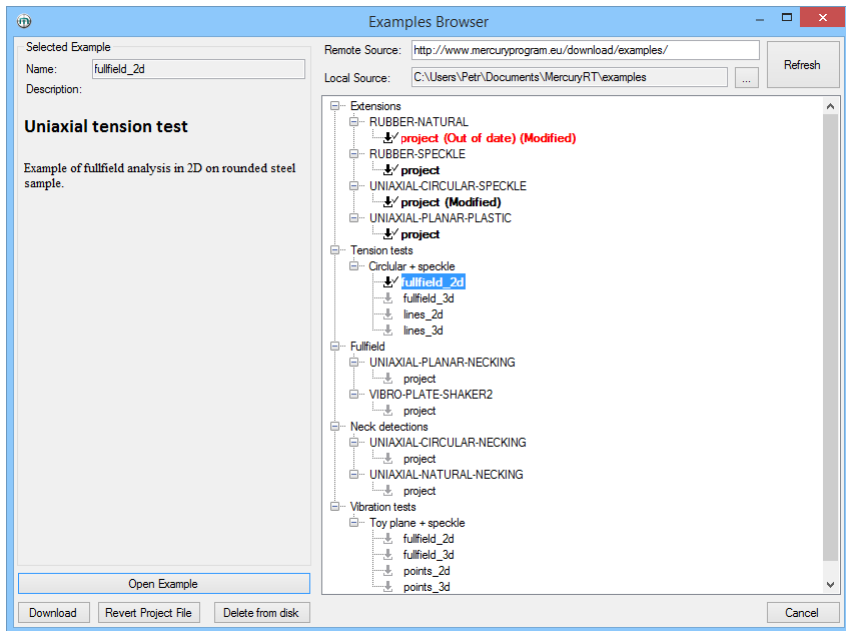 Examples Browser
Selected Example
Name: fullfield_2d
Description:
Uniaxial tension test
Example of fullfield analysis in 2D on rounded steel
sample.
Open Example
Download Revert Project File Delete from disk
Remote Source: http://www.mercuryprogram.eu/download/examples/
Local Source: C:\Users\Petr\Documents\MercuryRT\examples ...
Refresh
Extensions
RUBBER-NATURAL
project (Out of date) (Modified)
RUBBER-SPECKLE
project
UNIAXIAL-CIRCULAR-SPECKLE
project (Modified)
UNIAXIAL-PLANAR-PLASTIC
project
Tension tests
Circlular + speckle
fullfield_2d
fullfield_3d
lines_2d
lines_3d
Fullfield
UNIAXIAL-PLANAR-NECKING
project
VIBRO-PLATE-SHAKER2
project
Neck detections
UNIAXIAL-CIRCULAR-NECKING
project
UNIAXIAL-NATURAL-NECKING
project
Vibration tests
Toy plane + speckle
fullfield_2d
fullfield_3d
points_2d
points_3d
Cancel